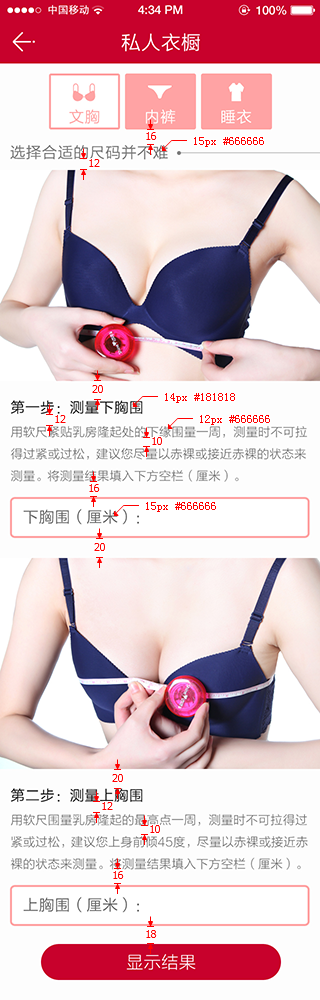 中国移动 4:34 PM 100%
私人衣橱
文胸 内裤 睡衣
16
15px #666666
选择合适的尺码并不难
12
20
14px #181818
第一步：测量下胸围
12 12px #666666
用软尺紧贴乳房隆起处的下缘围量一周，测量时不可拉
10
得过紧或过松，建议您尽量以赤裸或接近赤裸的状态来
测量。将测量结果填入下方空栏（厘米）。
16
15px #666666
下胸围（厘米）：
20
20
第二步：测量上胸围
12
用软尺围量乳房隆起的最高点一周，测量时不可拉得过
10
紧或过松，建议您上身前倾45度，尽量以赤裸或接近赤
裸的状态来测量。将测量结果填入下方空栏（厘米）。
16
上胸围（厘米）：
18
显示结果